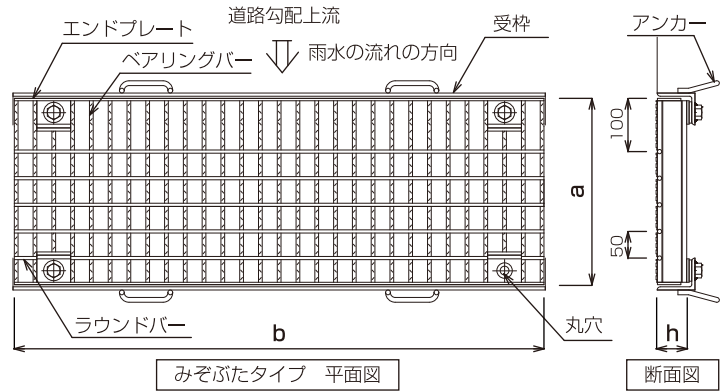 道路勾配上流
エンドプレート
受枠
アンカー
ベアリングバー
雨水の流れの方向
100
a
50
ラウンドバー
b
丸穴
h
みぞぶたタイプ 平面図
断面図